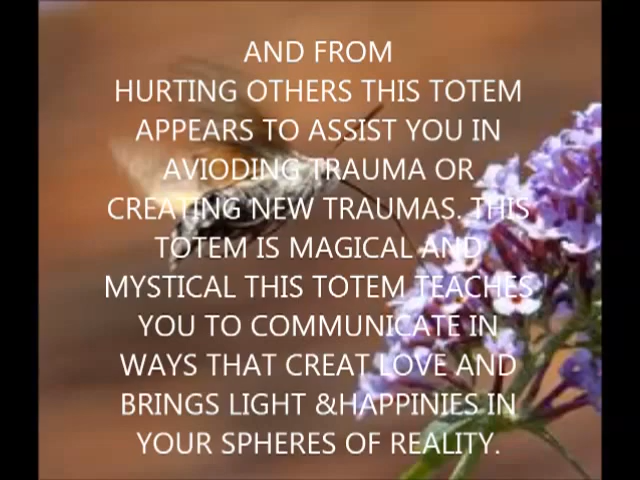 AND FROM
HURTING OTHERS THIS TOTEM
APPEARS TO ASSIST YOU IN
AVIODING TRAUMA OR
CREATING NEW TRAUMAS. THIS
TOTEM IS MAGICAL AND
MYSTICAL THIS TOTEM TEACHES
YOU TO COMMUNICATE IN
WAYS THAT CREAT LOVE AND
BRINGS LIGHT &HAPPINIES IN
YOUR SPHERES OF REALITY.